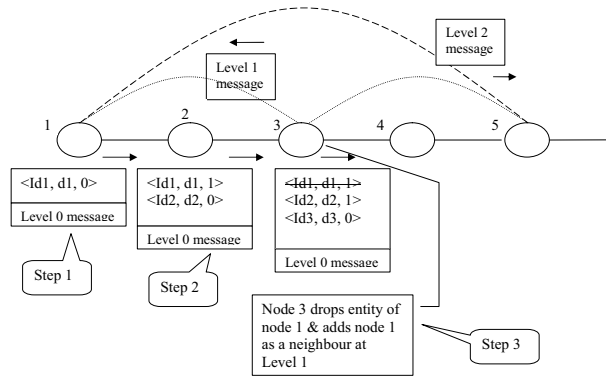 Level 2
message
Level 1
message
1
2
3
4
5
<Id1, d1, 0>
Level 0 message
<Id1, d1, 1>
<Id2, d2, 0>
Level 0 message
<Id1, d1, 1>
<Id2, d2, 1>
<Id3, d3, 0>
Level 0 message
Step 1
Step 2
Node 3 drops entity of
node 1 & adds node 1
as a neighbour at
Level 1
Step 3